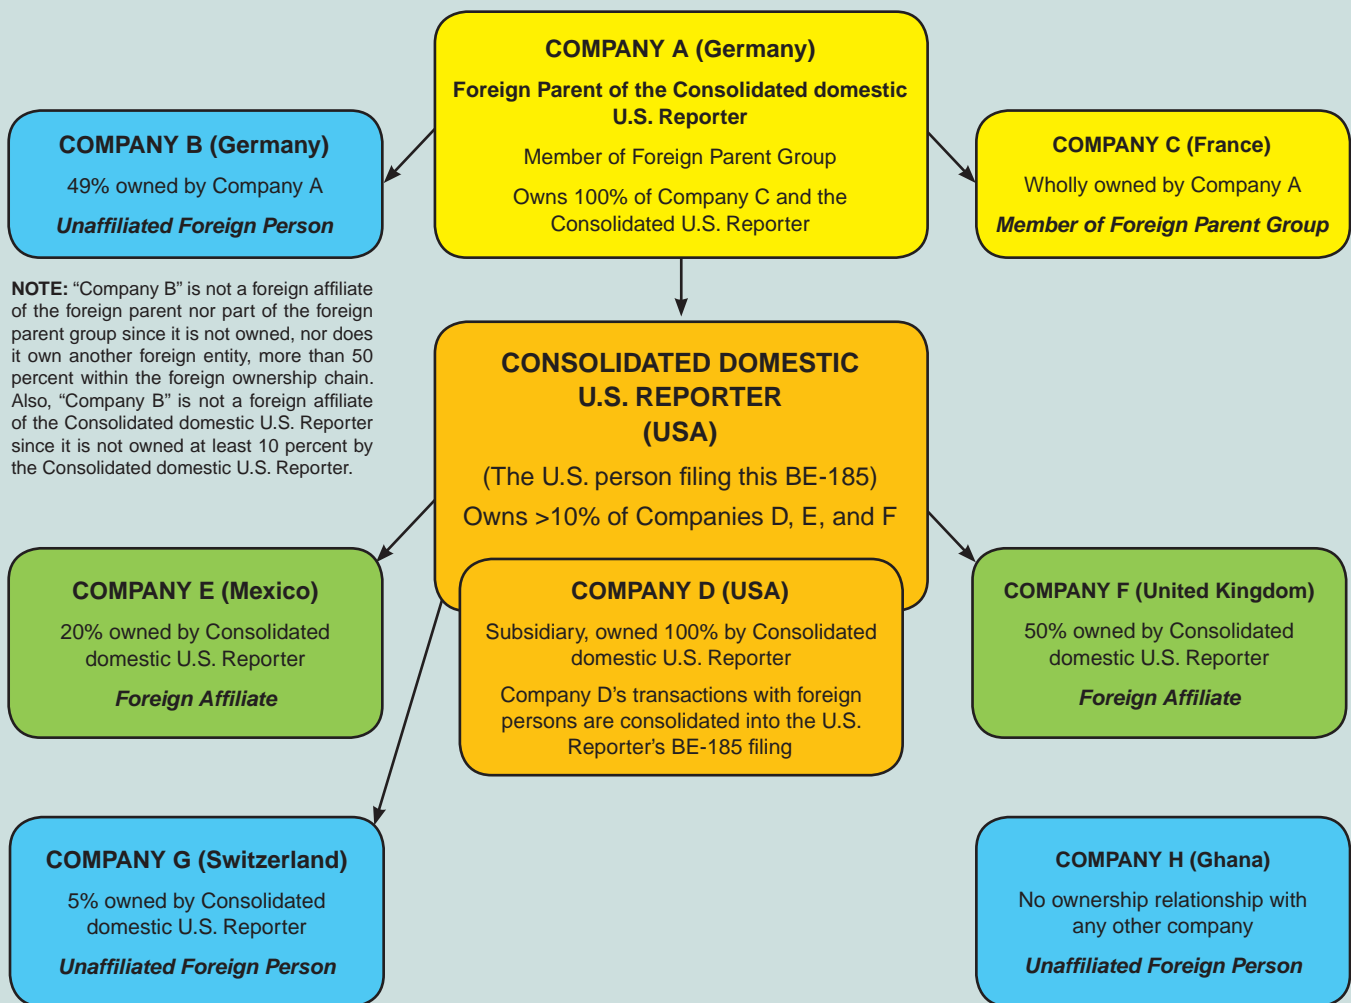 COMPANY A (Germany)
Foreign Parent of the Consolidated domestic
U.S. Reporter
Member of Foreign Parent Group
Owns 100% of Company C and the
Consolidated U.S. Reporter
COMPANY B (Germany)
49% owned by Company A
Unaffiliated Foreign Person
COMPANY C (France)
Wholly owned by Company A
Member of Foreign Parent Group
NOTE: “Company B” is not a foreign affiliate
of the foreign parent nor part of the foreign
parent group since it is not owned, nor does
it own another foreign entity, more than 50
percent within the foreign ownership chain.
Also, “Company B” is not a foreign affiliate
of the Consolidated domestic U.S. Reporter
since it is not owned at least 10 percent by
the Consolidated domestic U.S. Reporter.
CONSOLIDATED DOMESTIC
U.S. REPORTER
(USA)
(The U.S. person filing this BE-185)
Owns >10% of Companies D, E, and F
COMPANY E (Mexico)
20% owned by Consolidated
domestic U.S. Reporter
Foreign Affiliate
COMPANY D (USA)
Subsidiary, owned 100% by Consolidated
domestic U.S. Reporter
Company D’s transactions with foreign
persons are consolidated into the U.S.
Reporter’s BE-185 filing
COMPANY F (United Kingdom)
50% owned by Consolidated
domestic U.S. Reporter
Foreign Affiliate
COMPANY G (Switzerland)
5% owned by Consolidated
domestic U.S. Reporter
Unaffiliated Foreign Person
COMPANY H (Ghana)
No ownership relationship with
any other company
Unaffiliated Foreign Person